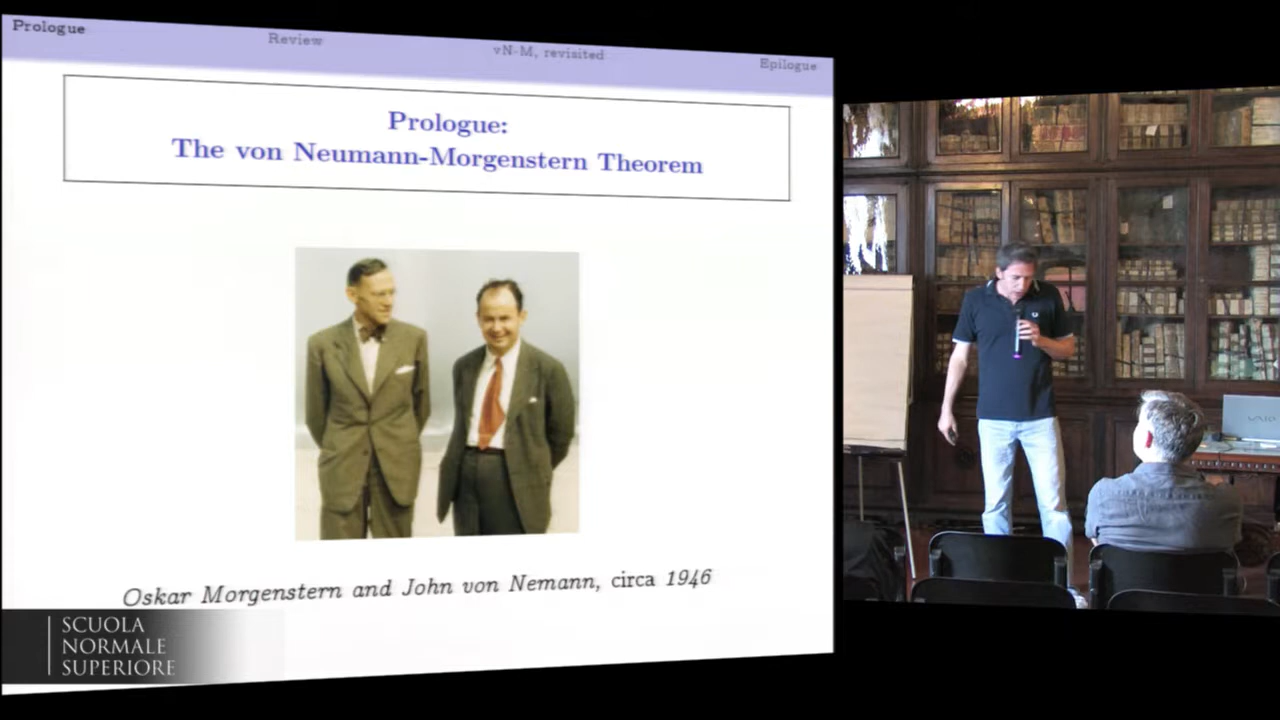 Prologue
Review
vN-M, revisited
Epilogue
Prologue:
The von Neumann-Morgenstern Theorem
Oskar Morgenstern and John von Nemann, circa 1946
SCUOLA
NORMALE
SUPERIORE
VAIO